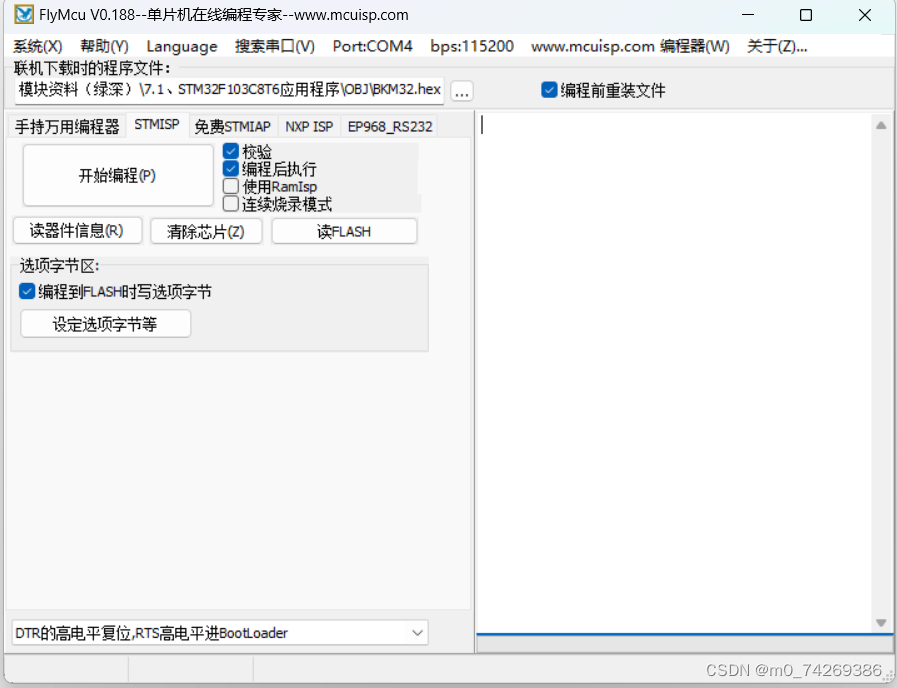 FlyMcu V0.188--单片机在线编程专家--www.mcuisp.com
系统(X) 帮助(Y) Language 搜索串口(V) Port:COM4 bps:115200 www.mcuisp.com 编程器(W) 关于(Z)...
联机下载时的程序文件：
模块资料（绿深）\7.1、STM32F103C8T6应用程序\OBJ\BKM32.hex ... 编程前重装文件
手持万用编程器 STMISP 免费STMIAP NXP ISP EP968_RS232
开始编程(P)
校验
编程后执行
使用RamIsp
连续烧录模式
读器件信息(R) 清除芯片(Z) 读FLASH
选项字节区:
编程到FLASH时写选项字节
设定选项字节等
DTR的高电平复位,RTS高电平进BootLoader
CSDN @m0_74269386